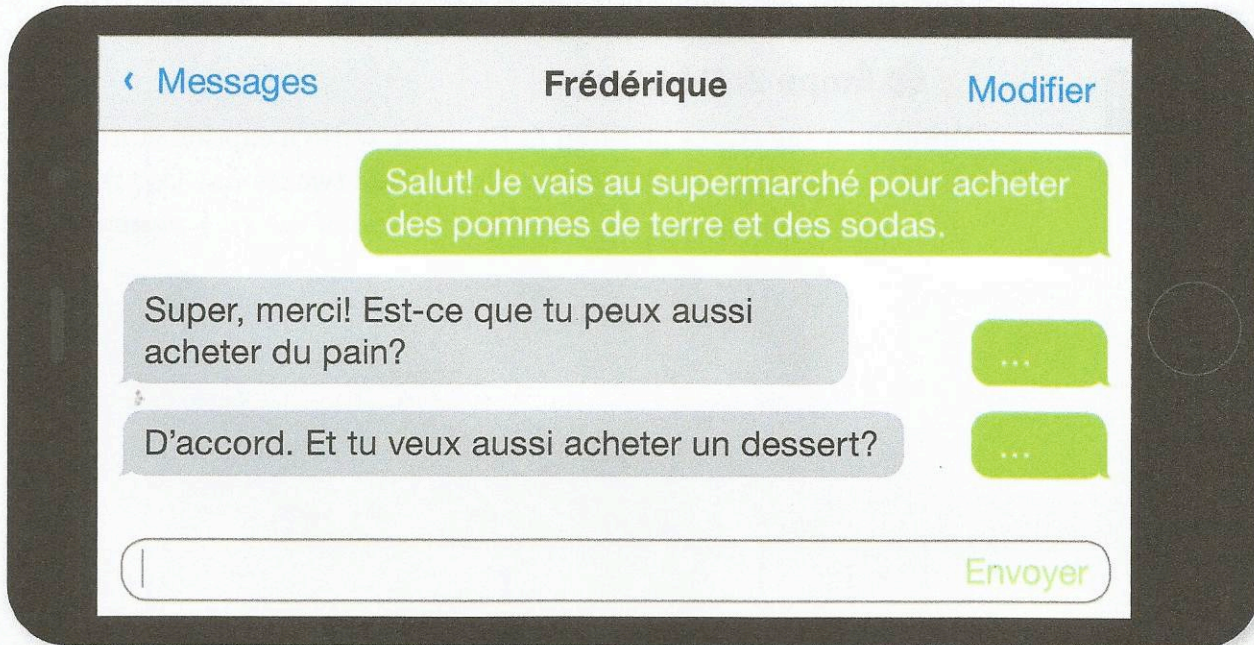 ‹ Messages Frédérique Modifier
Salut! Je vais au supermarché pour acheter
des pommes de terre et des sodas.
Super, merci! Est-ce que tu peux aussi
acheter du pain?
...
D'accord. Et tu veux aussi acheter un dessert?
...
Envoyer